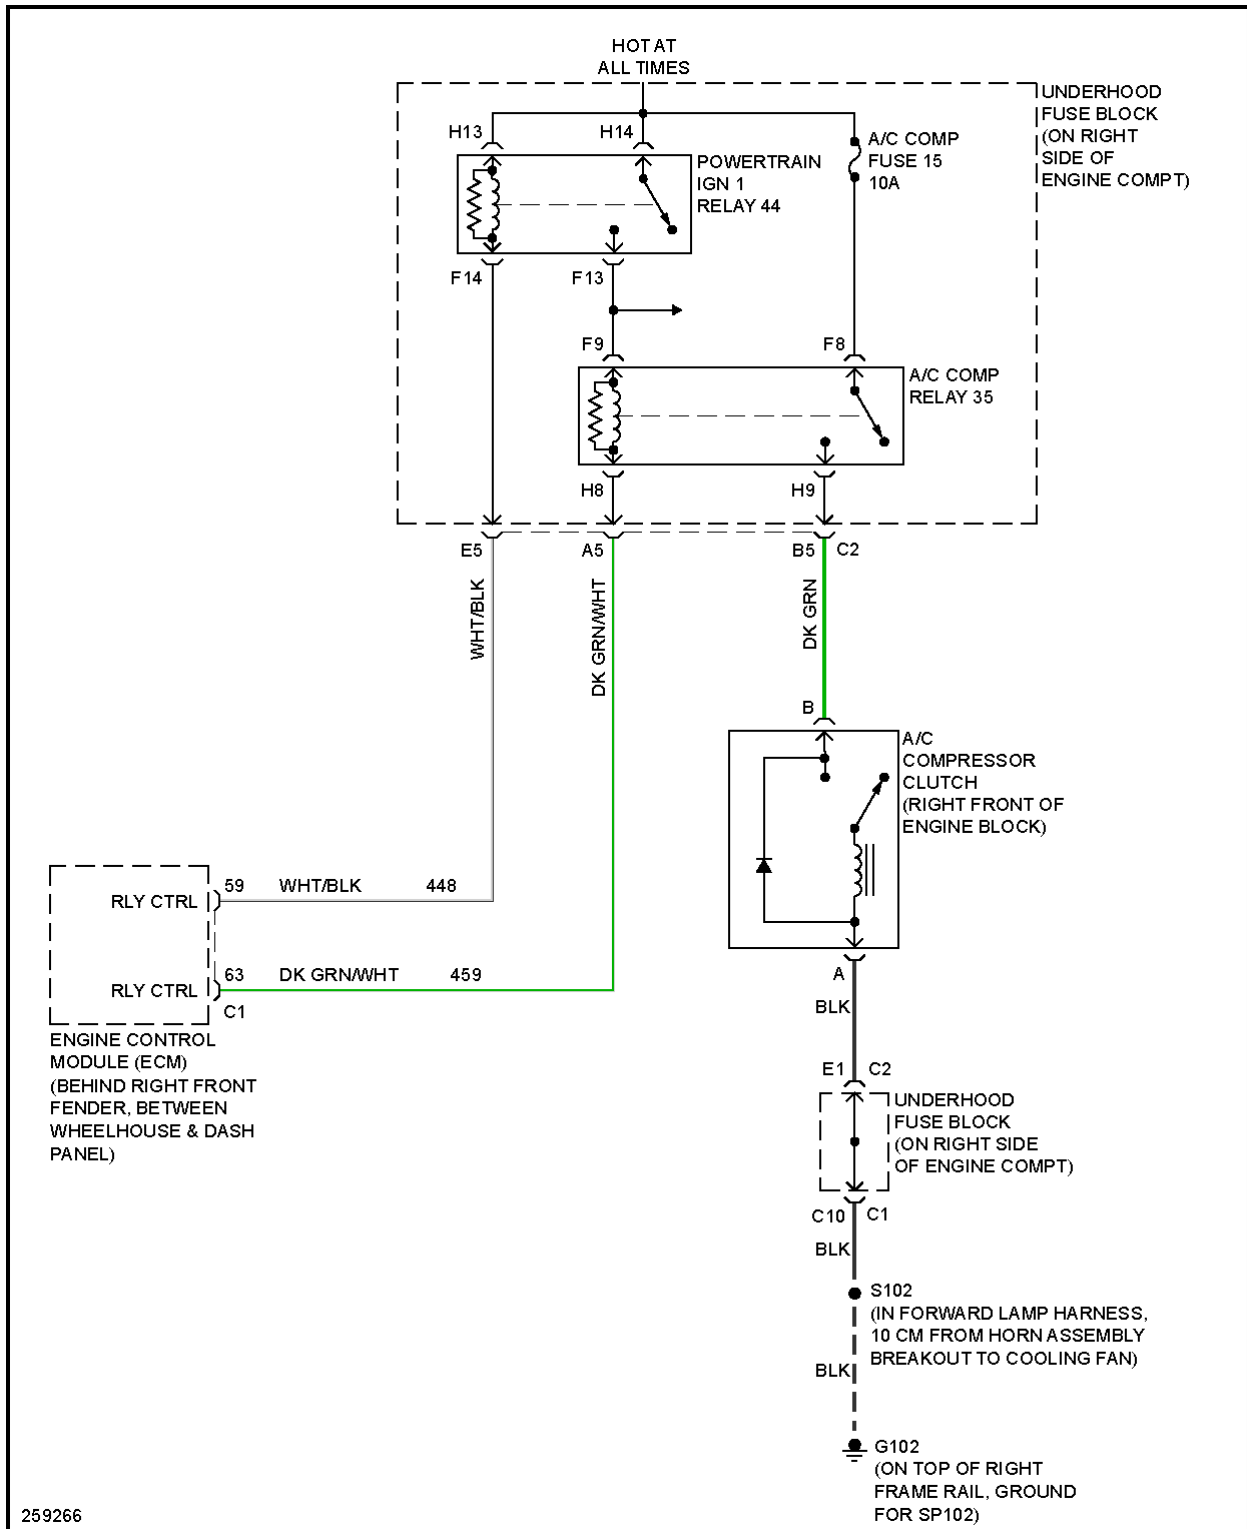 HOT AT
ALL TIMES
UNDERHOOD
FUSE BLOCK
(ON RIGHT
SIDE OF
ENGINE COMPT)
H13
H14
A/C COMP
FUSE 15
10A
POWERTRAIN
IGN 1
RELAY 44
F14
F13
F9
F8
A/C COMP
RELAY 35
H8
H9
E5
A5
B5
C2
WHT/BLK
DK GRN/WHT
DK GRN
B
A/C
COMPRESSOR
CLUTCH
(RIGHT FRONT OF
ENGINE BLOCK)
RLY CTRL
59
WHT/BLK
448
RLY CTRL
63
DK GRN/WHT
459
C1
ENGINE CONTROL
MODULE (ECM)
(BEHIND RIGHT FRONT
FENDER, BETWEEN
WHEELHOUSE & DASH
PANEL)
A
BLK
E1
C2
UNDERHOOD
FUSE BLOCK
(ON RIGHT SIDE
OF ENGINE COMPT)
C10
C1
BLK
S102
(IN FORWARD LAMP HARNESS,
10 CM FROM HORN ASSEMBLY
BREAKOUT TO COOLING FAN)
BLK
G102
(ON TOP OF RIGHT
FRAME RAIL, GROUND
FOR SP102)
259266